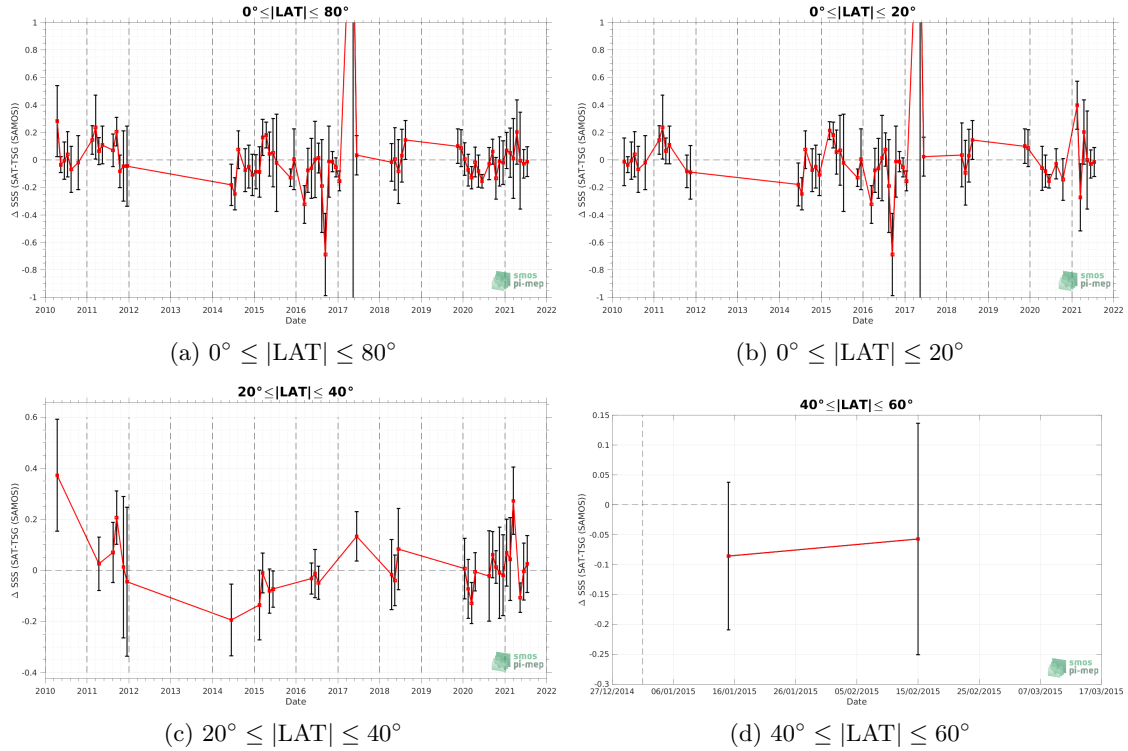 0°≤|LAT|≤ 80°
Δ SSS (SAT-TSG (SAMOS))
1
0.8
0.6
0.4
0.2
0
-0.2
-0.4
-0.6
-0.8
-1
2010 2011 2012 2013 2014 2015 2016 2017 2018 2019 2020 2021 2022
Date
smos
pi-mep
(a) 0° ≤ |LAT| ≤ 80°
0°≤|LAT|≤ 20°
Δ SSS (SAT-TSG (SAMOS))
1
0.8
0.6
0.4
0.2
0
-0.2
-0.4
-0.6
-0.8
-1
2010 2011 2012 2013 2014 2015 2016 2017 2018 2019 2020 2021 2022
Date
smos
pi-mep
(b) 0° ≤ |LAT| ≤ 20°
20°≤|LAT|≤ 40°
Δ SSS (SAT-TSG (SAMOS))
0.6
0.4
0.2
0
-0.2
-0.4
2010 2011 2012 2013 2014 2015 2016 2017 2018 2019 2020 2021 2022
Date
smos
pi-mep
(c) 20° ≤ |LAT| ≤ 40°
40°≤|LAT|≤ 60°
Δ SSS (SAT-TSG (SAMOS))
0.15
0.1
0.05
0
-0.05
-0.1
-0.15
-0.2
-0.25
-0.3
27/12/2014 06/01/2015 16/01/2015 26/01/2015 05/02/2015 15/02/2015 25/02/2015 07/03/2015 17/03/2015
Date
smos
pi-mep
(d) 40° ≤ |LAT| ≤ 60°